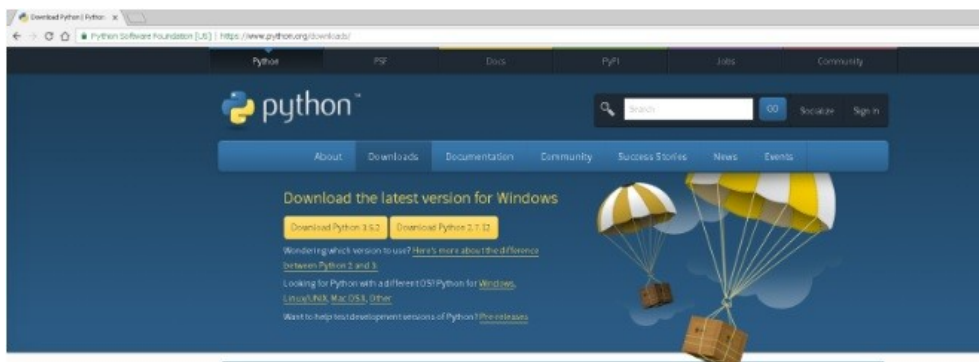 Download Python | Python
Python Software Foundation [US] | https://www.python.org/downloads/
Python PSF Docs PyPI Jobs Community
python™
Search GO Socialize Sign In
About Downloads Documentation Community Success Stories News Events
Download the latest version for Windows
Download Python 3.5.2 Download Python 2.7.12
Wondering which version to use? Here's more about the difference
between Python 2 and 3.
Looking for Python with a different OS? Python for Windows,
Linux/UNIX, Mac OS X, Other
Want to help test development versions of Python? Pre-releases